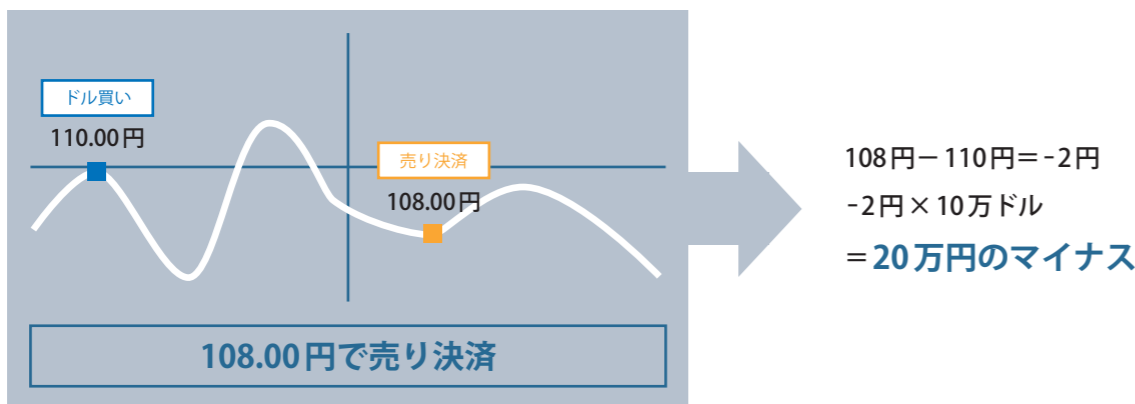 ドル買い
110.00円
売り決済
108.00円
108.00円で売り決済
108円－110円＝-2円
-2円×10万ドル
＝20万円のマイナス